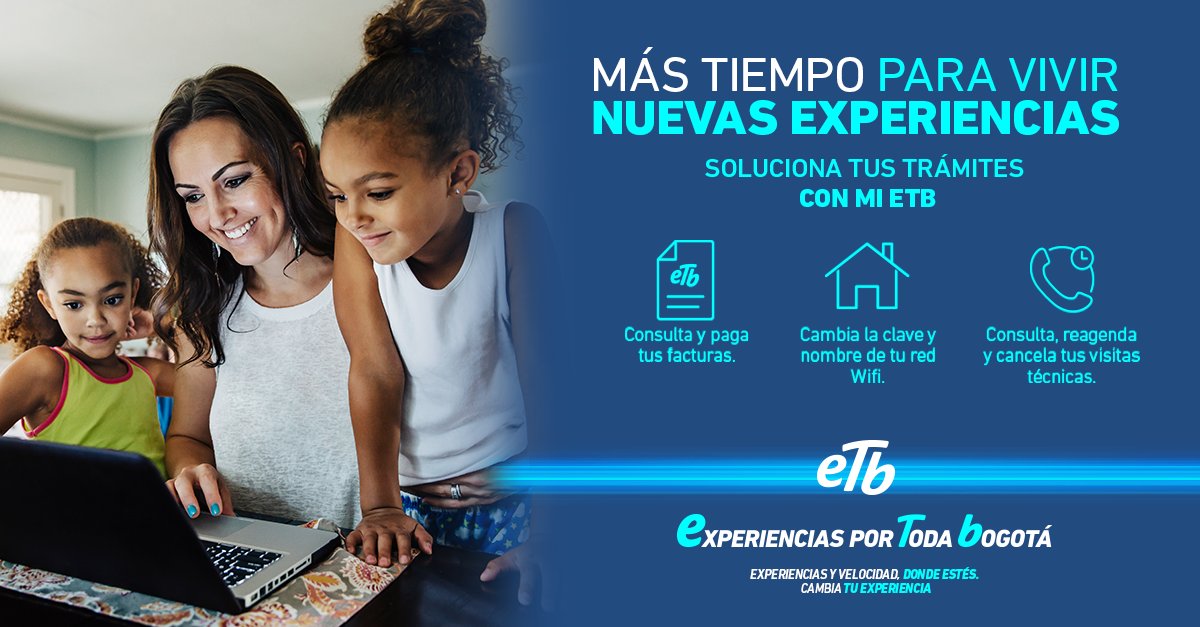 MÁS TIEMPO PARA VIVIR
NUEVAS EXPERIENCIAS
SOLUCIONA TUS TRÁMITES
CON MI ETB
eTb
Consulta y paga
tus facturas.
Cambia la clave y
nombre de tu red
Wifi.
Consulta, reagenda
y cancela tus visitas
técnicas.
eTb
eXPERIENCIAS POR TODA bOGOTÁ
EXPERIENCIAS Y VELOCIDAD, DONDE ESTÉS.
CAMBIA TU EXPERIENCIA